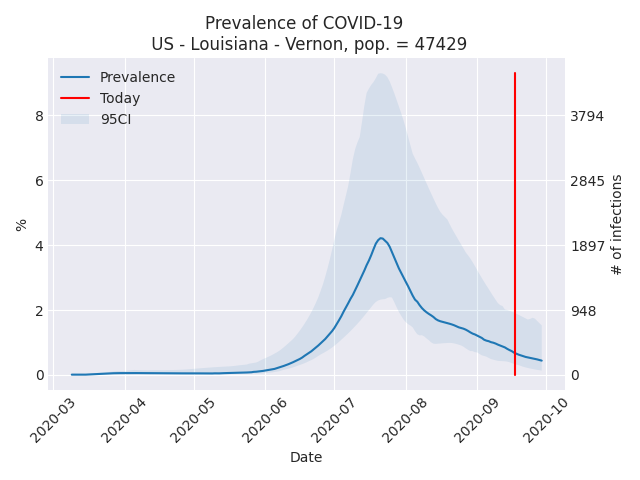 Prevalence of COVID-19
US - Louisiana - Vernon, pop. = 47429
Prevalence
Today
95CI
8
6
4
2
0
%
3794
2845
1897
948
0
# of infections
2020-03
2020-04
2020-05
2020-06
2020-07
2020-08
2020-09
2020-10
Date